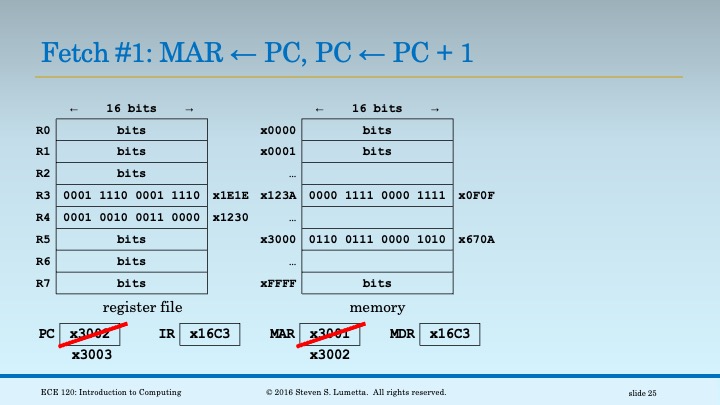 Fetch #1: MAR ← PC, PC ← PC + 1
← 16 bits → ← 16 bits →
R0 bits x0000 bits
R1 bits x0001 bits
R2 bits …
R3 0001 1110 0001 1110 x1E1E x123A 0000 1111 0000 1111 x0F0F
R4 0001 0010 0011 0000 x1230 …
R5 bits x3000 0110 0111 0000 1010 x670A
R6 bits …
R7 bits xFFFF bits
register file memory
PC x3002 IR x16C3 MAR x3001 MDR x16C3
x3003 x3002
ECE 120: Introduction to Computing © 2016 Steven S. Lumetta. All rights reserved. slide 25